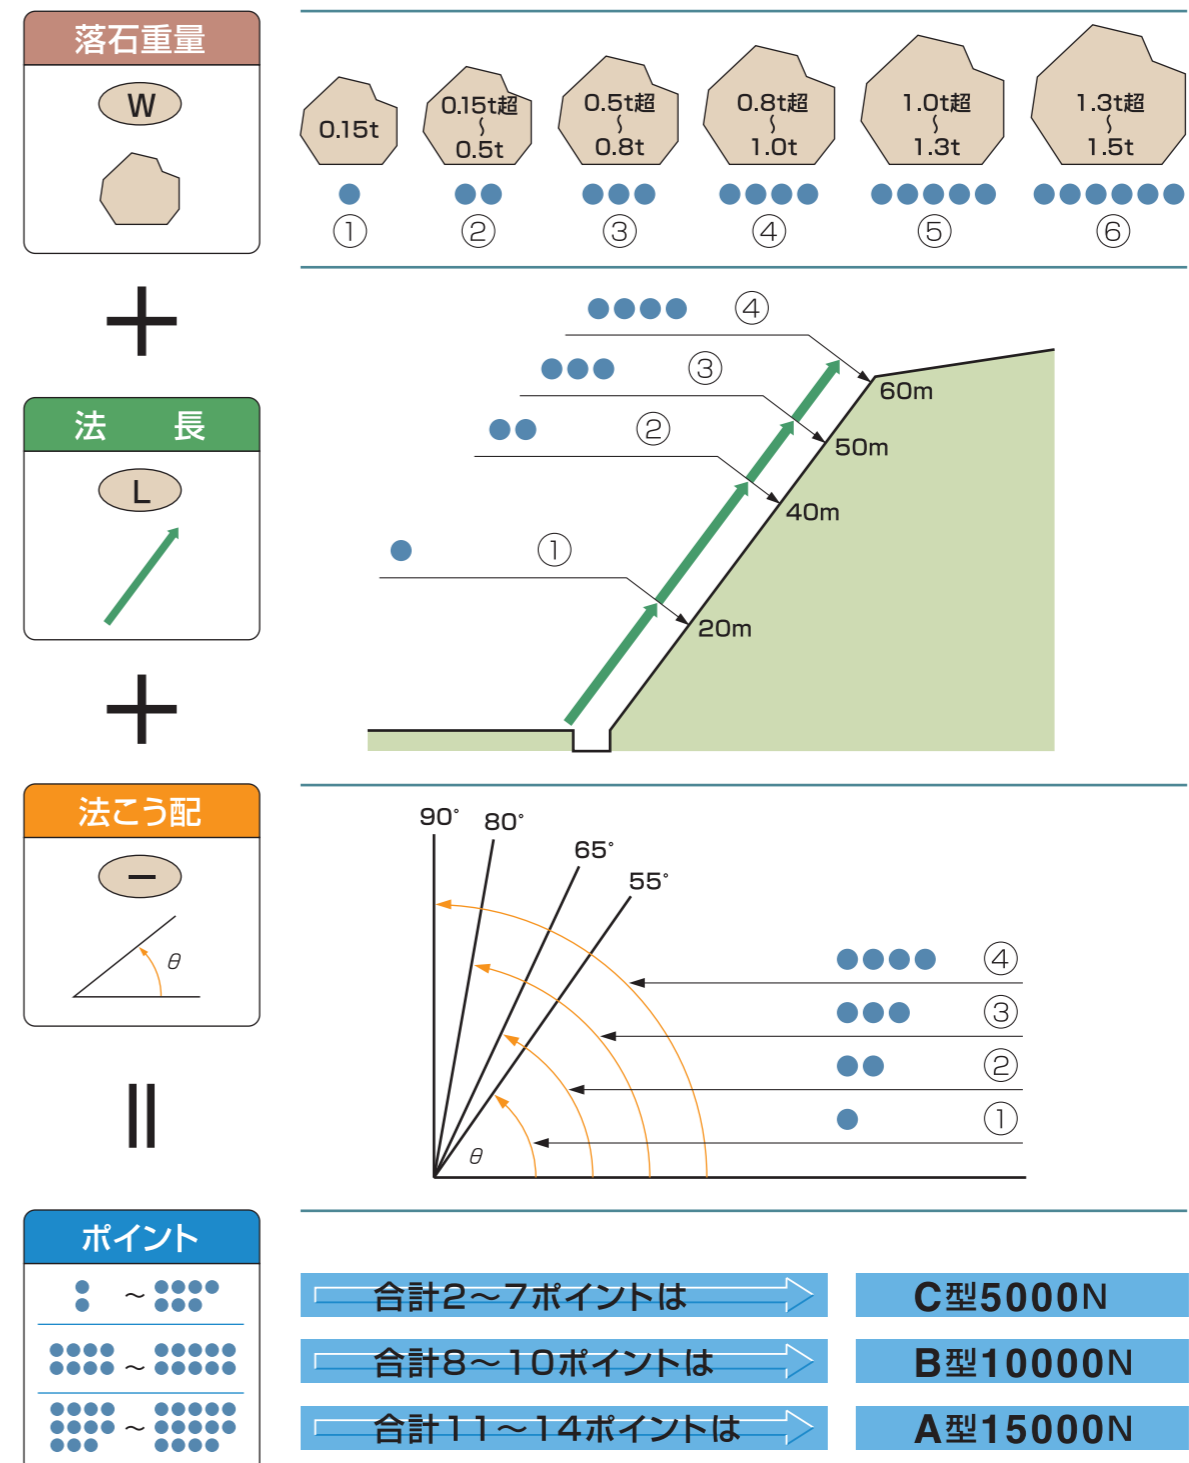 落石重量
W
0.15t
0.15t超
〜
0.5t
0.5t超
〜
0.8t
0.8t超
〜
1.0t
1.0t超
〜
1.3t
1.3t超
〜
1.5t
①
②
③
④
⑤
⑥
＋
法　長
L
④
③
②
①
60m
50m
40m
20m
＋
法こう配
ー
θ
90°
80°
65°
55°
④
③
②
①
θ
＝
ポイント
〜
〜
〜
合計2〜7ポイントは
C型5000N
合計8〜10ポイントは
B型10000N
合計11〜14ポイントは
A型15000N